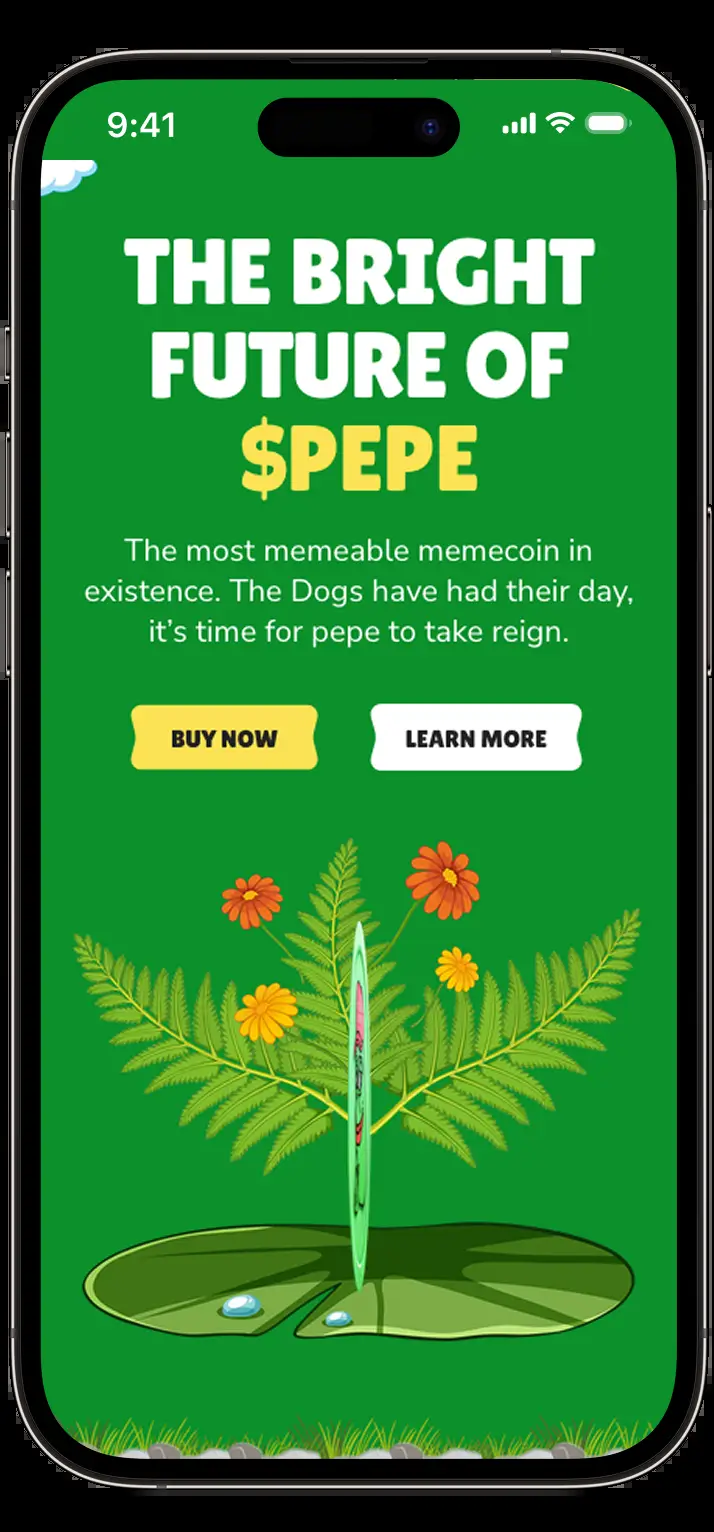 9:41
THE BRIGHT
FUTURE OF
$PEPE
The most memeable memecoin in
existence. The Dogs have had their day,
it’s time for pepe to take reign.
BUY NOW
LEARN MORE